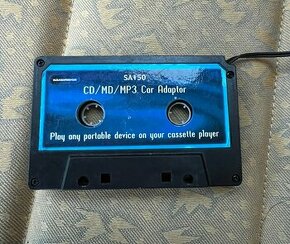 SA150
CD/MD/MP3 Car Adaptor
Play any portable device on your cassette player